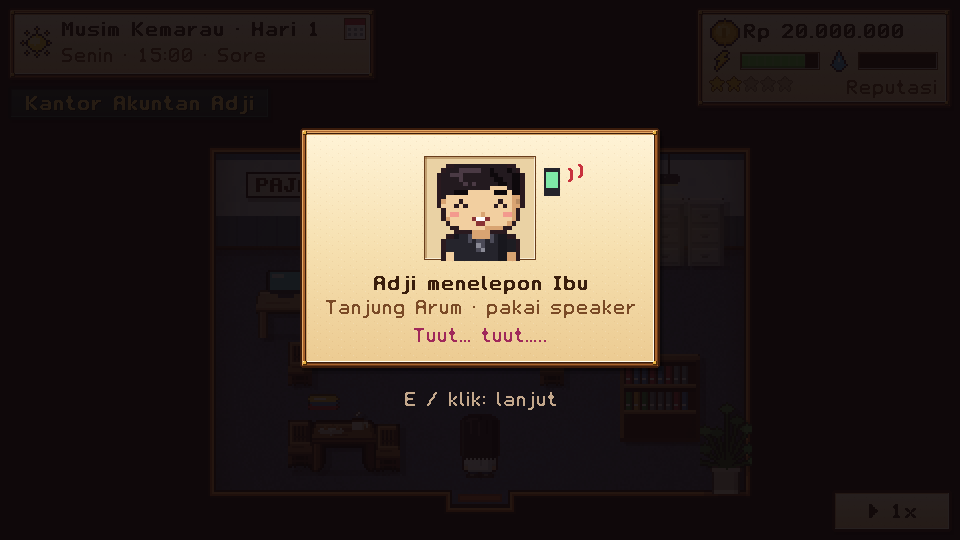 Musim Kemarau · Hari 1
Senin · 15:00 · Sore
Rp 20.000.000
Reputasi
Kantor Akuntan Adji
Adji menelepon Ibu
Tanjung Arum · pakai speaker
Tuut… tuut…..
E / klik: lanjut
1x